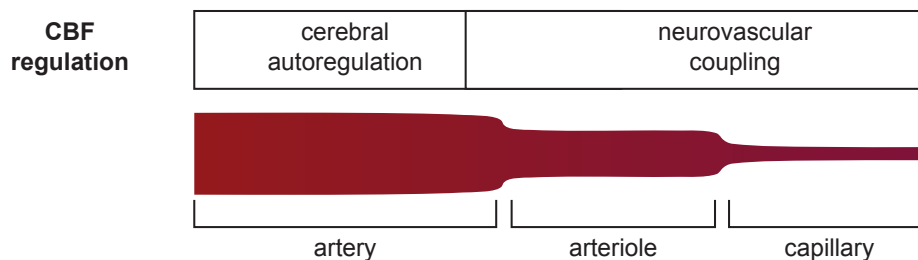 CBF
regulation
cerebral
autoregulation
neurovascular
coupling
artery
arteriole
capillary